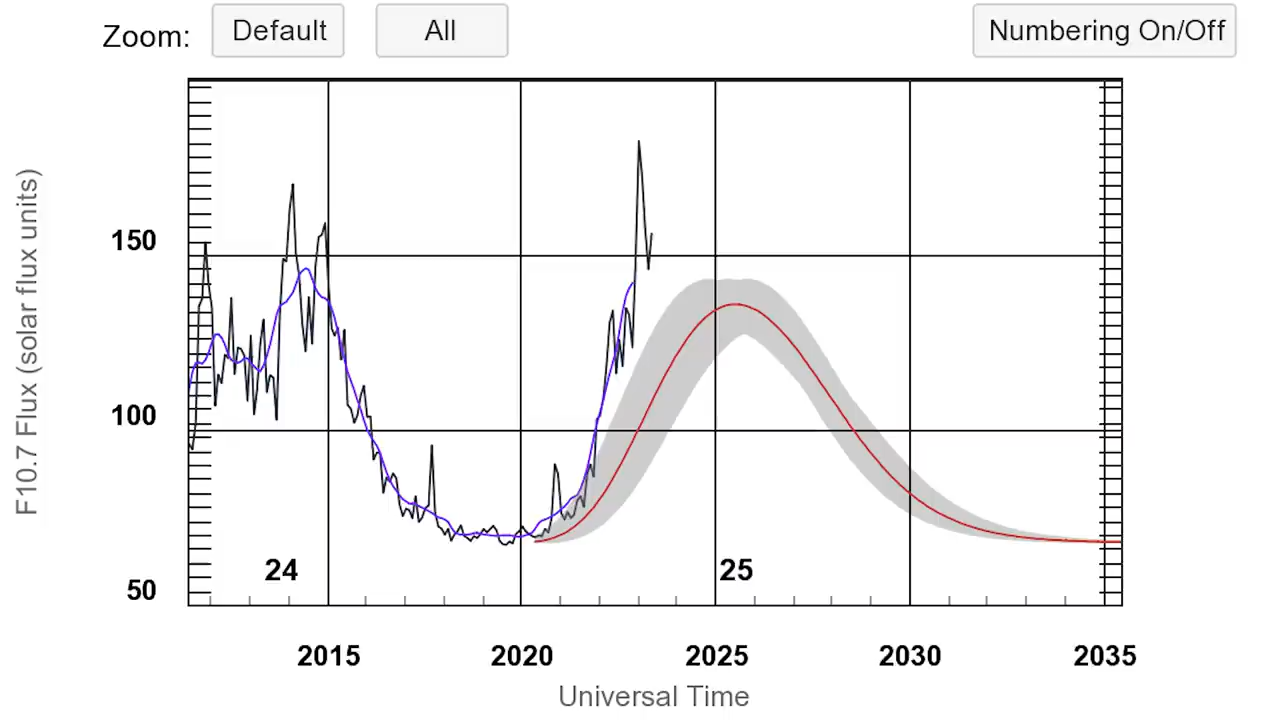 Zoom: Default All Numbering On/Off
F10.7 Flux (solar flux units)
150
100
50
24 25
2015 2020 2025 2030 2035
Universal Time